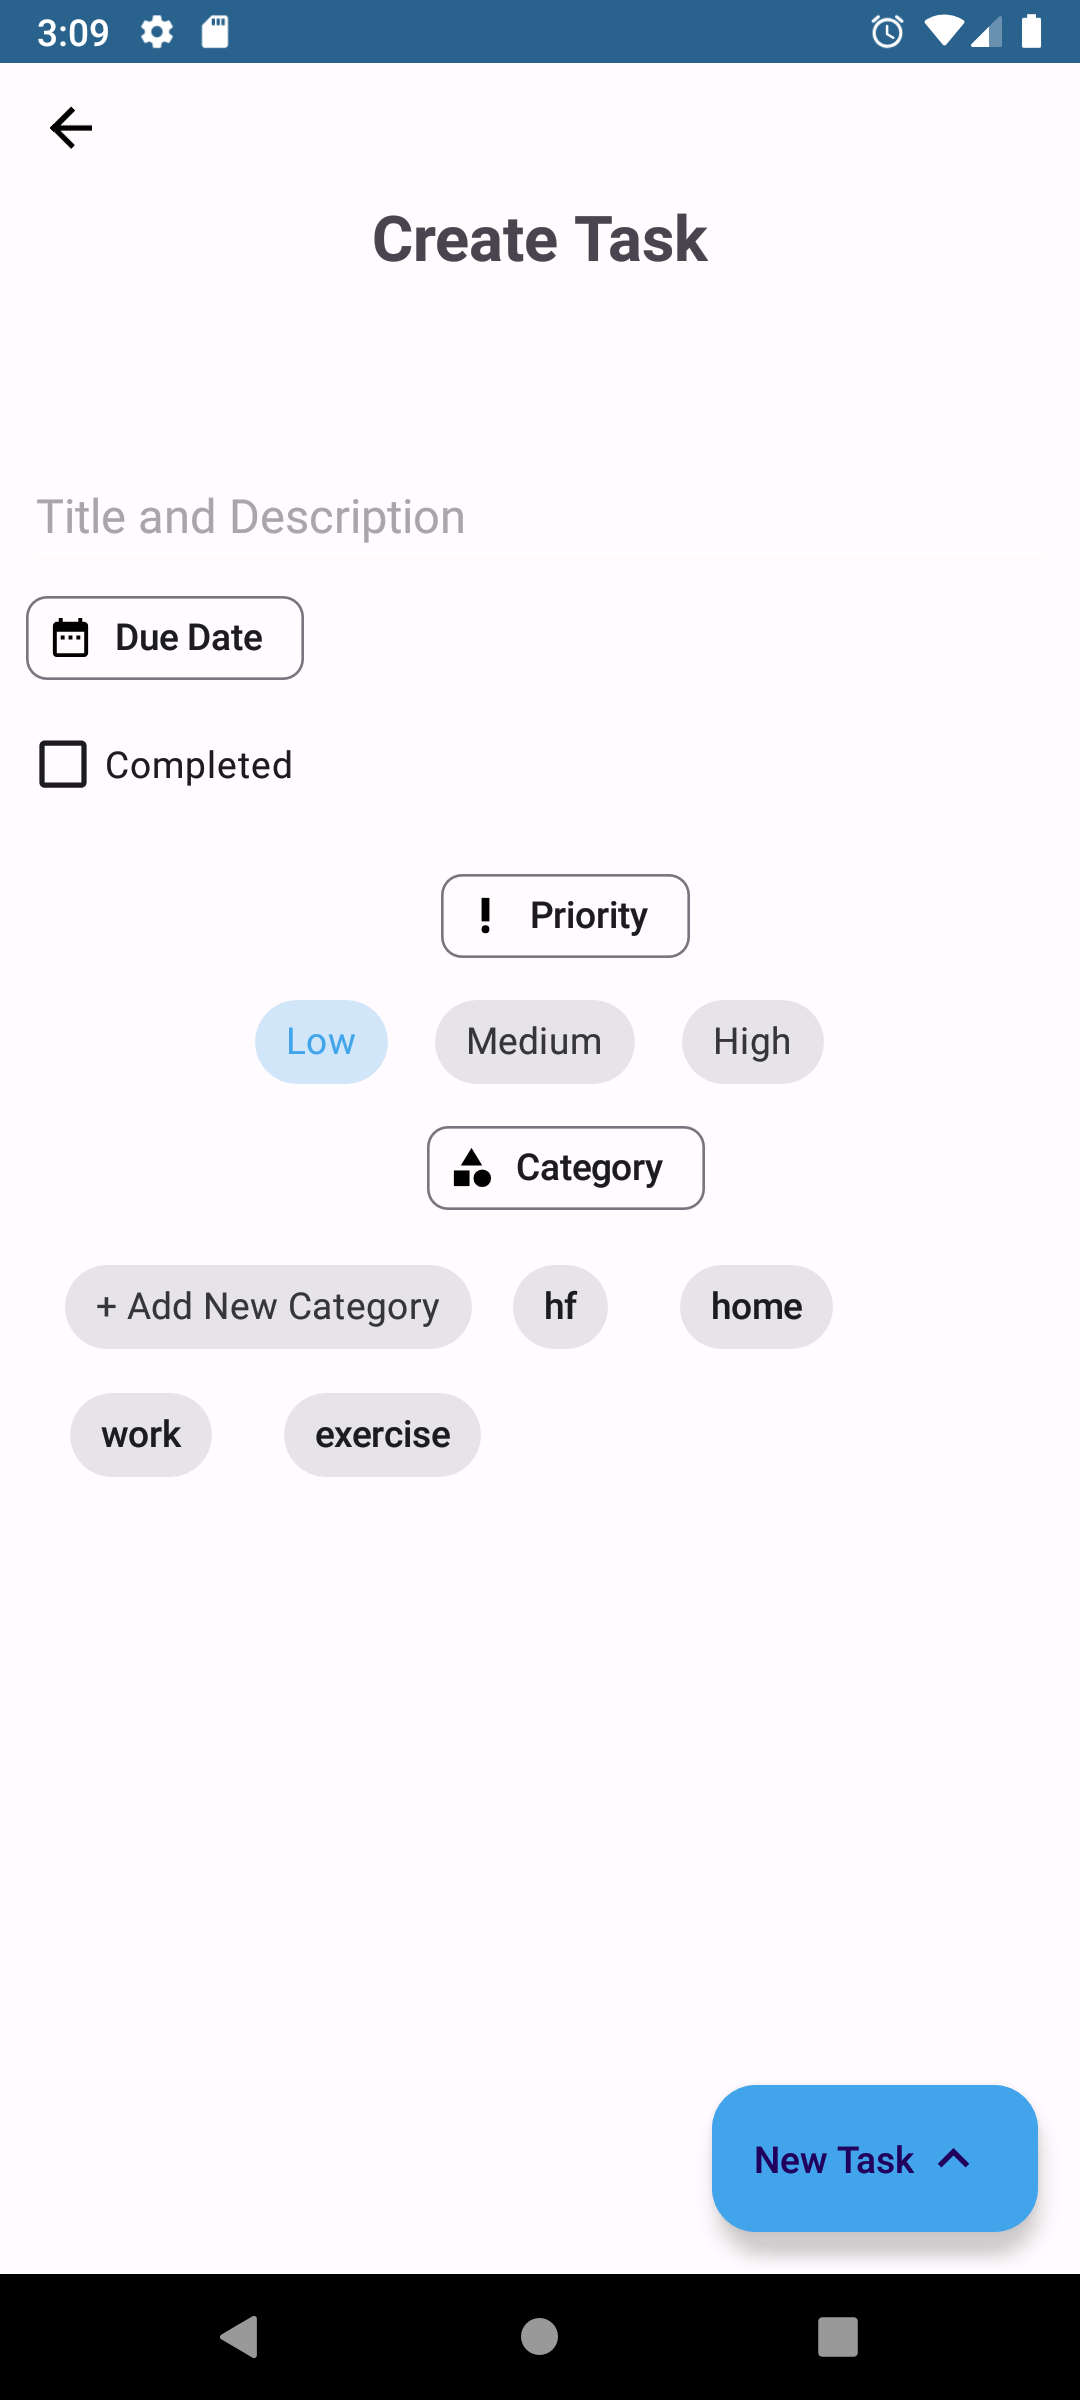 3:09
Create Task
Title and Description
Due Date
Completed
Priority
Low Medium High
Category
+ Add New Category hf home
work exercise
New Task